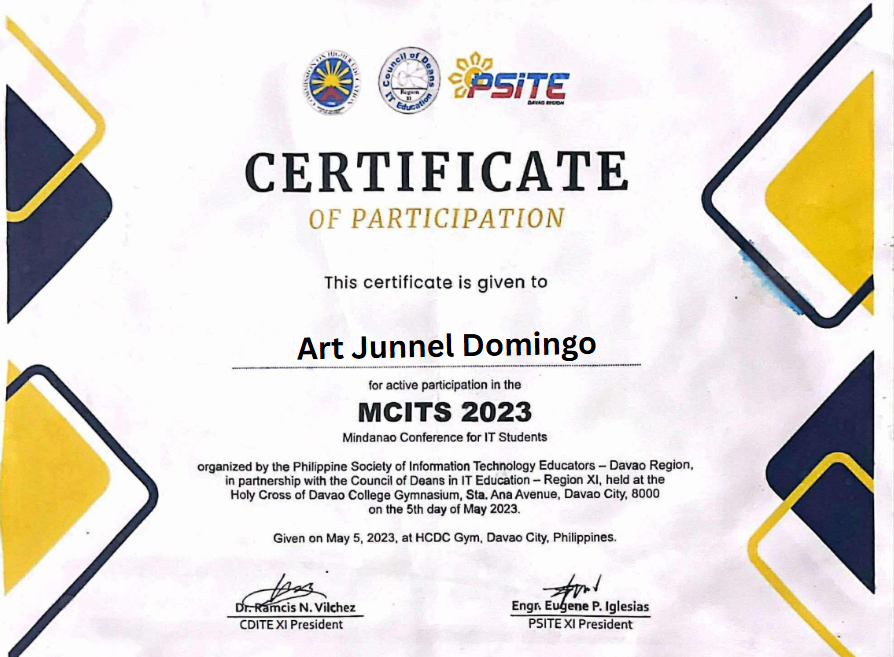 COMMISSION ON HIGHER EDUCATION
Council of Deans
Region
XI
IT Education
PSITE
DAVAO REGION
CERTIFICATE
OF PARTICIPATION
This certificate is given to
Art Junnel Domingo
for active participation in the
MCITS 2023
Mindanao Conference for IT Students
organized by the Philippine Society of Information Technology Educators – Davao Region,
in partnership with the Council of Deans in IT Education – Region XI, held at the
Holy Cross of Davao College Gymnasium, Sta. Ana Avenue, Davao City, 8000
on the 5th day of May 2023.
Given on May 5, 2023, at HCDC Gym, Davao City, Philippines.
Dr. Ramcis N. Vilchez
CDITE XI President
Engr. Eugene P. Iglesias
PSITE XI President